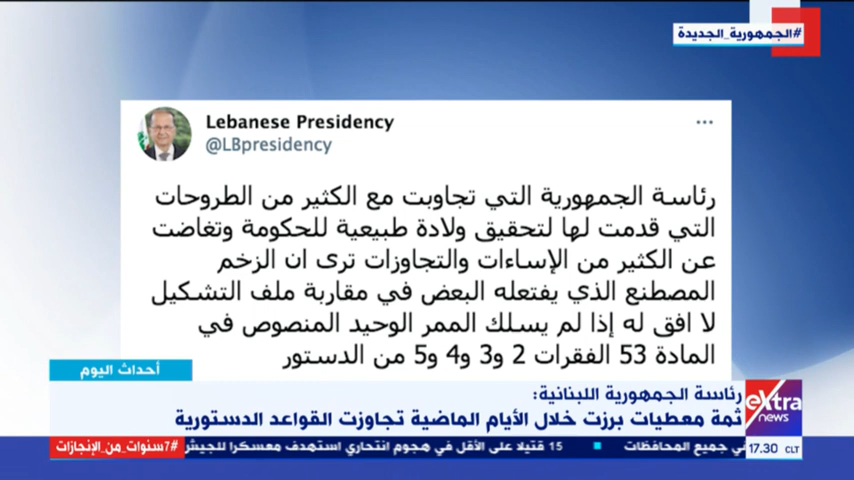 #الجمهورية_الجديدة
Lebanese Presidency
@LBpresidency
رئاسة الجمهورية التي تجاوبت مع الكثير من الطروحات
التي قدمت لها لتحقيق ولادة طبيعية للحكومة وتغاضت
عن الكثير من الإساءات والتجاوزات ترى ان الزخم
المصطنع الذي يفتعله البعض في مقاربة ملف التشكيل
لا افق له إذا لم يسلك الممر الوحيد المنصوص في
المادة 53 الفقرات 2 و3 و4 و5 من الدستور
أحداث اليوم
رئاسة الجمهورية اللبنانية:
ثمة معطيات برزت خلال الأيام الماضية تجاوزت القواعد الدستورية
eXtra
news
17.30 CLT
في جميع المحافظات
15 قتيلا على الأقل في هجوم انتحاري استهدف معسكرا للجيش
#7سنوات_من_الإنجازات